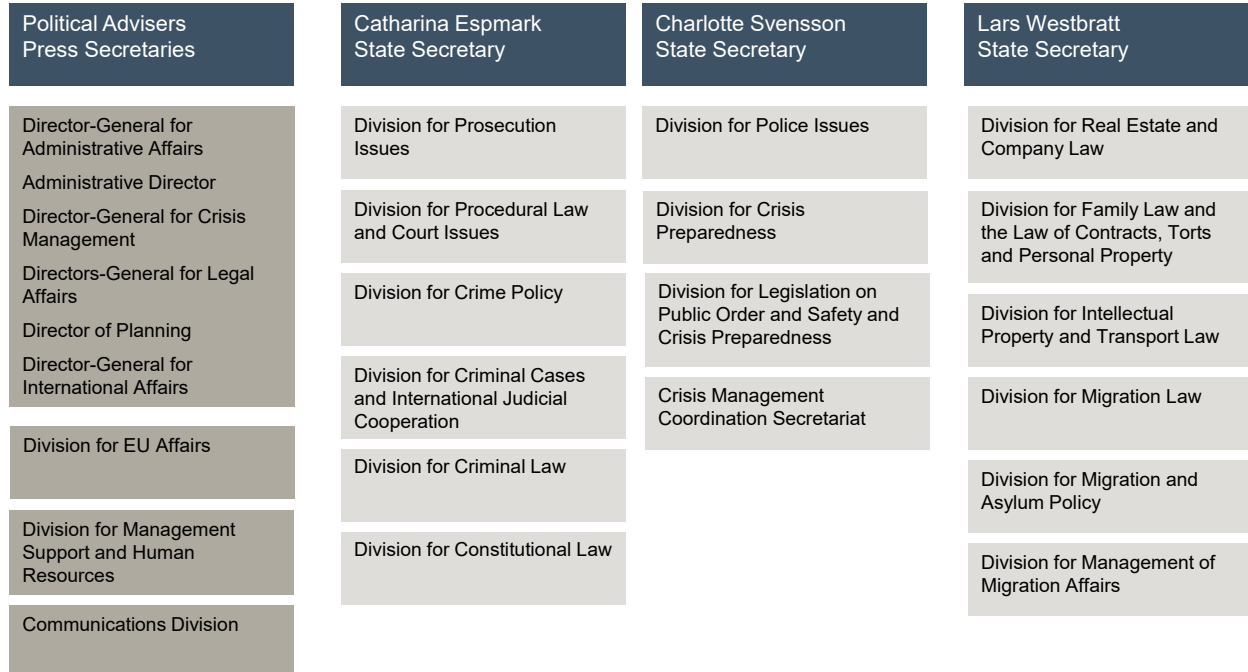 Political Advisers
Press Secretaries
Director-General for
Administrative Affairs
Administrative Director
Director-General for Crisis
Management
Directors-General for Legal
Affairs
Director of Planning
Director-General for
International Affairs
Division for EU Affairs
Division for Management
Support and Human
Resources
Communications Division
Catharina Espmark
State Secretary
Division for Prosecution
Issues
Division for Procedural Law
and Court Issues
Division for Crime Policy
Division for Criminal Cases
and International Judicial
Cooperation
Division for Criminal Law
Division for Constitutional Law
Charlotte Svensson
State Secretary
Division for Police Issues
Division for Crisis
Preparedness
Division for Legislation on
Public Order and Safety and
Crisis Preparedness
Crisis Management
Coordination Secretariat
Lars Westbratt
State Secretary
Division for Real Estate and
Company Law
Division for Family Law and
the Law of Contracts, Torts
and Personal Property
Division for Intellectual
Property and Transport Law
Division for Migration Law
Division for Migration and
Asylum Policy
Division for Management of
Migration Affairs